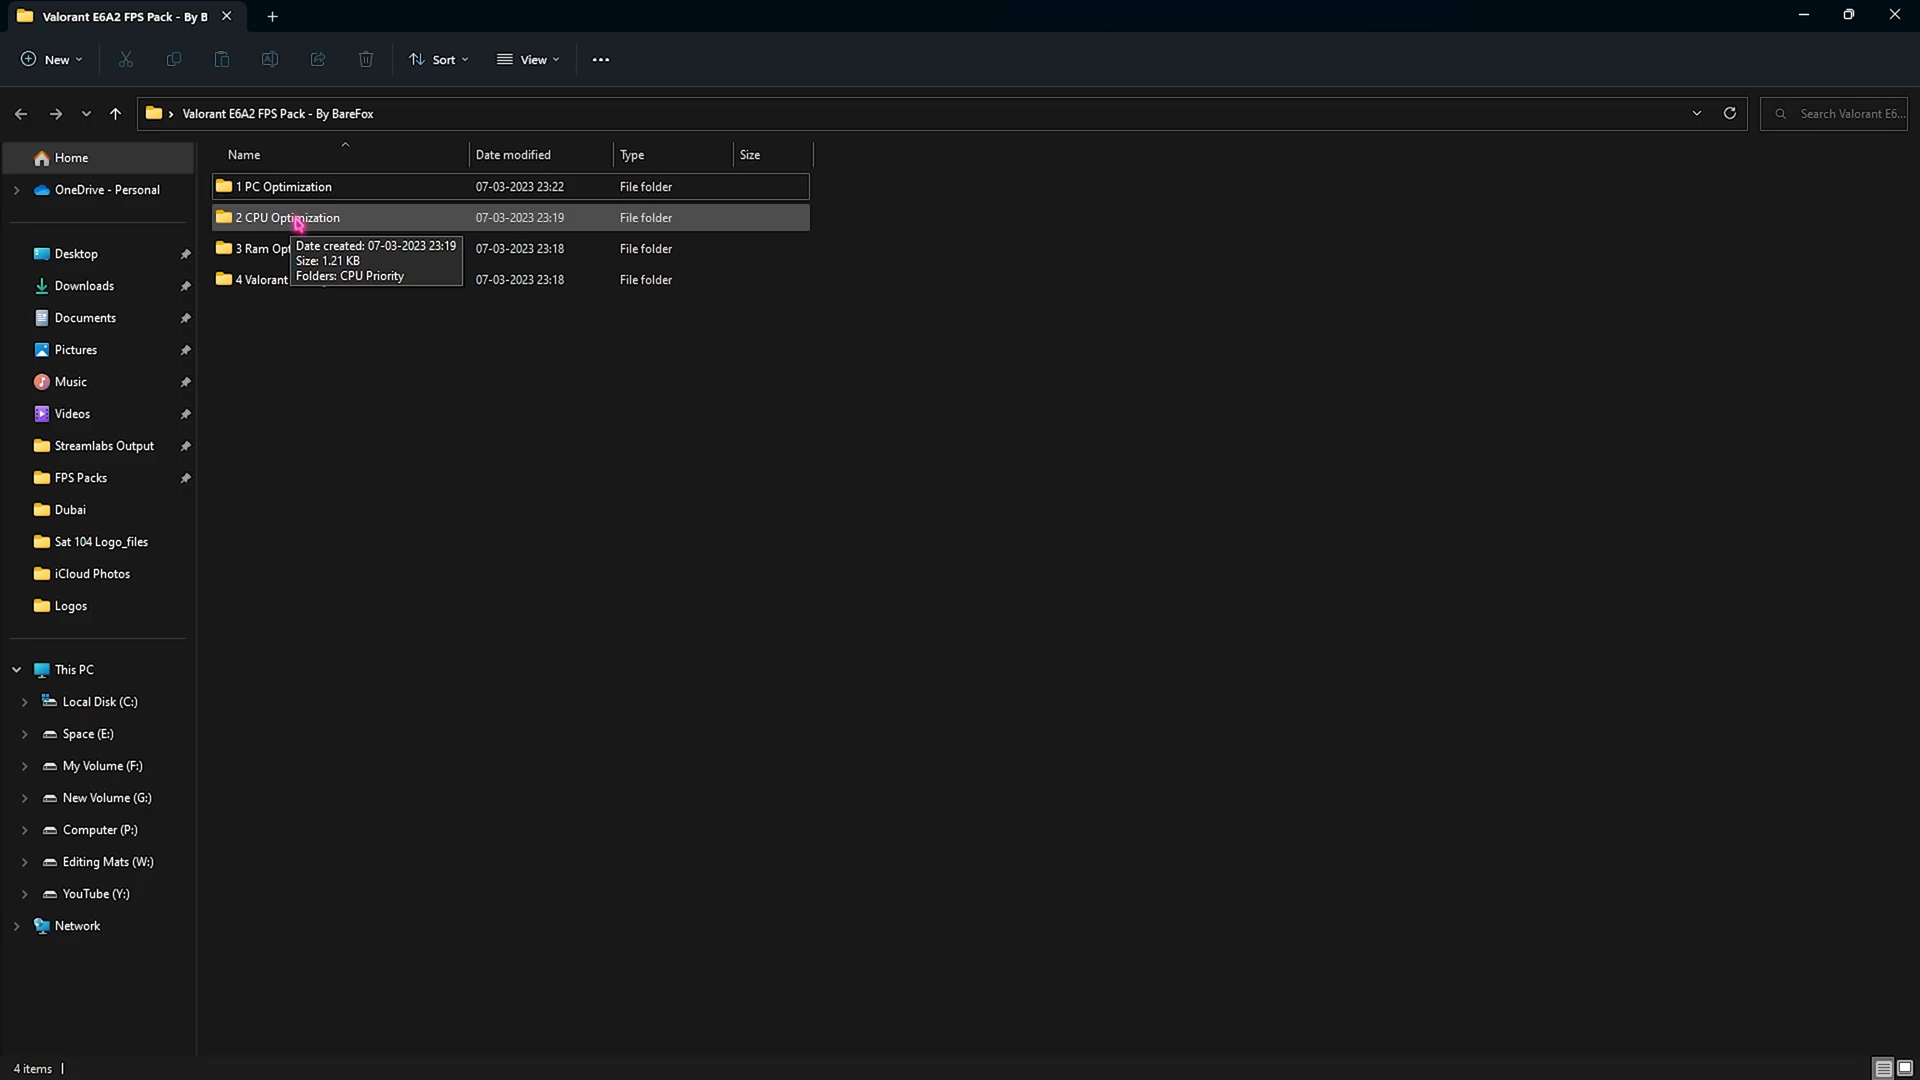 Valorant E6A2 FPS Pack - By B
New
Sort
View
Valorant E6A2 FPS Pack - By BareFox
Search Valorant E6...
Home
OneDrive - Personal
Desktop
Downloads
Documents
Pictures
Music
Videos
Streamlabs Output
FPS Packs
Dubai
Sat 104 Logo_files
iCloud Photos
Logos
This PC
Local Disk (C:)
Space (E:)
My Volume (F:)
New Volume (G:)
Computer (P:)
Editing Mats (W:)
YouTube (Y:)
Network
Name Date modified Type Size
1 PC Optimization 07-03-2023 23:22 File folder
2 CPU Optimization 07-03-2023 23:19 File folder
3 Ram Opt 07-03-2023 23:18 File folder
4 Valorant 07-03-2023 23:18 File folder
Date created: 07-03-2023 23:19
Size: 1.21 KB
Folders: CPU Priority
4 items